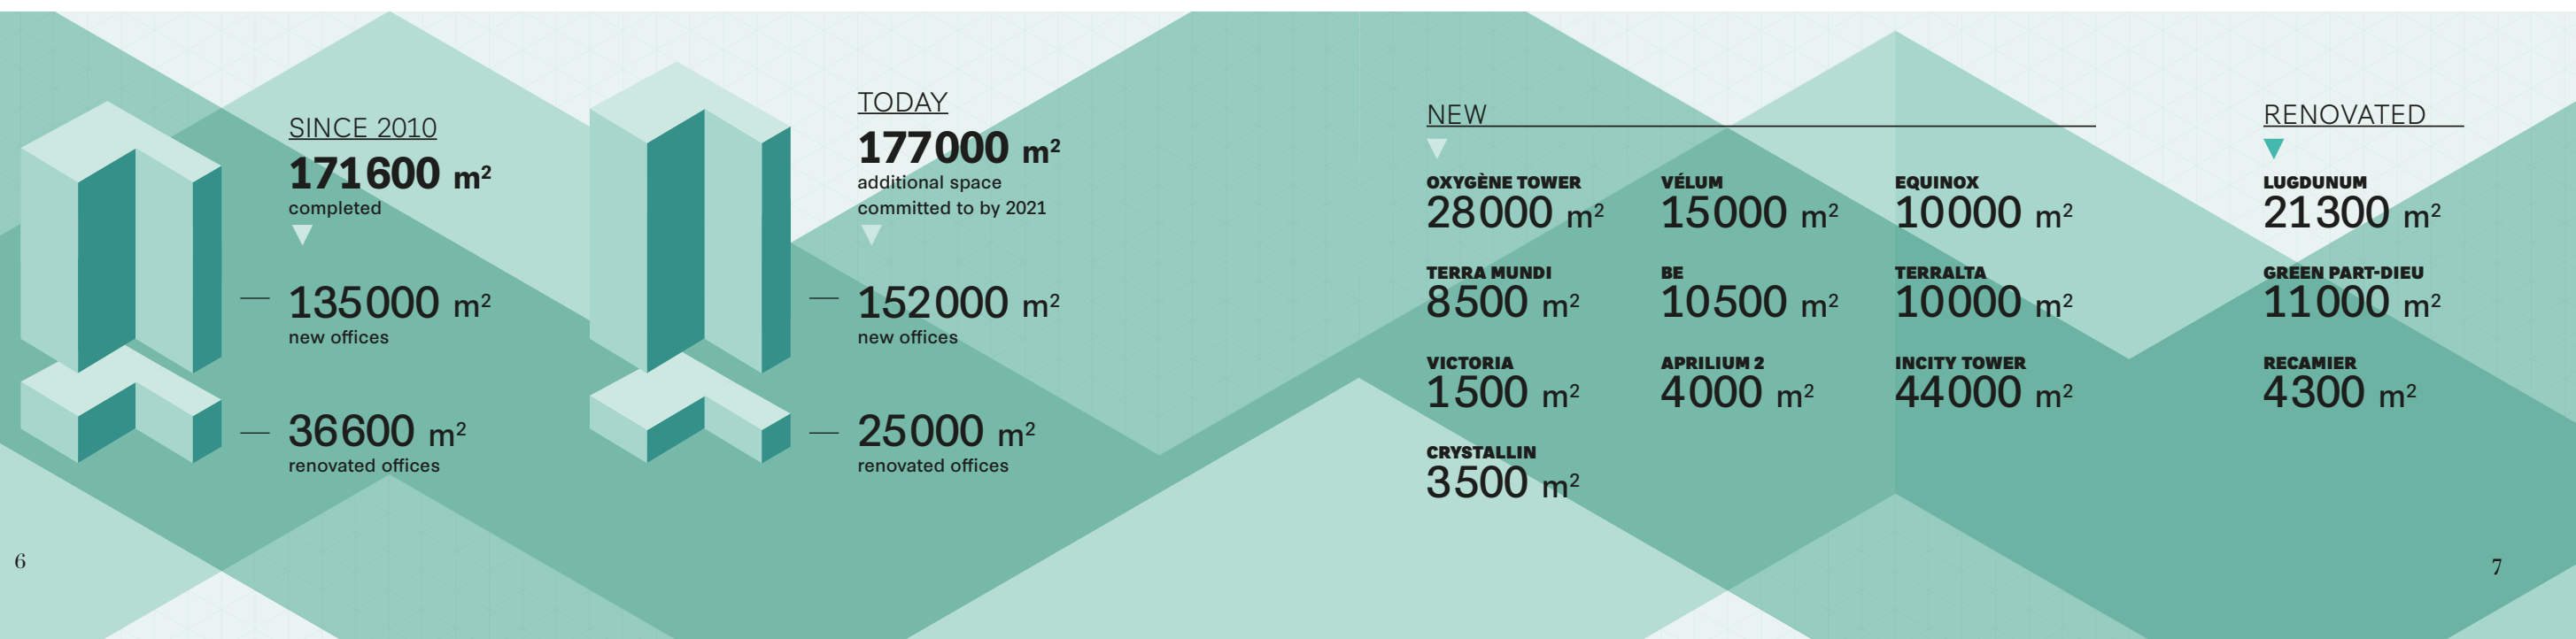 SINCE 2010
171600 m²
completed
135000 m²
new offices
36600 m²
renovated offices
TODAY
177000 m²
additional space
committed to by 2021
152000 m²
new offices
25000 m²
renovated offices
NEW
OXYGÈNE TOWER
28000 m²
TERRA MUNDI
8500 m²
VICTORIA
1500 m²
CRYSTALLIN
3500 m²
VÉLUM
15000 m²
BE
10500 m²
APRILIUM 2
4000 m²
EQUINOX
10000 m²
TERRALTA
10000 m²
INCITY TOWER
44000 m²
RENOVATED
LUGDUNUM
21300 m²
GREEN PART-DIEU
11000 m²
RECAMIER
4300 m²
6
7